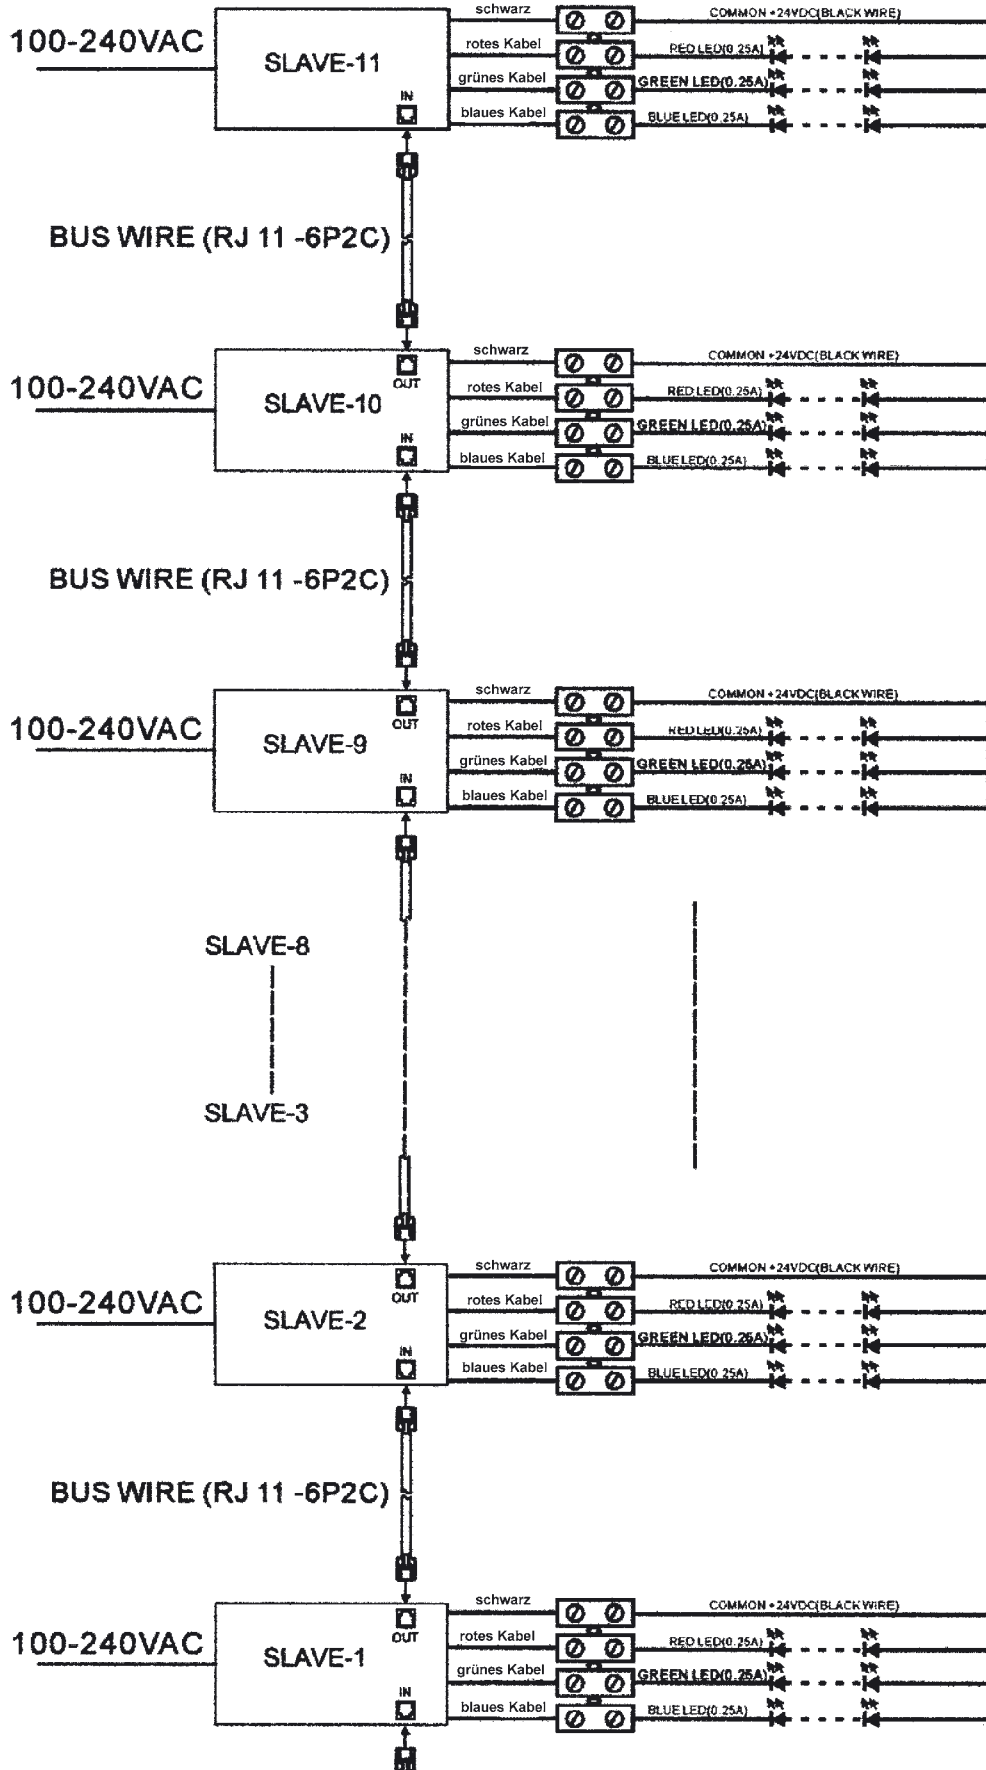 100-240VAC
SLAVE-11
IN
schwarz
COMMON +24VDC(BLACK WIRE)
rotes Kabel
RED LED(0.25A)
grünes Kabel
GREEN LED(0.25A)
blaues Kabel
BLUE LED(0.25A)
BUS WIRE (RJ 11 -6P2C)
100-240VAC
OUT
SLAVE-10
IN
schwarz
COMMON +24VDC(BLACK WIRE)
rotes Kabel
RED LED(0.25A)
grünes Kabel
GREEN LED(0.25A)
blaues Kabel
BLUE LED(0.25A)
BUS WIRE (RJ 11 -6P2C)
100-240VAC
OUT
SLAVE-9
IN
schwarz
COMMON +24VDC(BLACK WIRE)
rotes Kabel
RED LED(0.25A)
grünes Kabel
GREEN LED(0.25A)
blaues Kabel
BLUE LED(0.25A)
SLAVE-8
SLAVE-3
100-240VAC
OUT
SLAVE-2
IN
schwarz
COMMON +24VDC(BLACK WIRE)
rotes Kabel
RED LED(0.25A)
grünes Kabel
GREEN LED(0.25A)
blaues Kabel
BLUE LED(0.25A)
BUS WIRE (RJ 11 -6P2C)
100-240VAC
OUT
SLAVE-1
IN
schwarz
COMMON +24VDC(BLACK WIRE)
rotes Kabel
RED LED(0.25A)
grünes Kabel
GREEN LED(0.25A)
blaues Kabel
BLUE LED(0.25A)